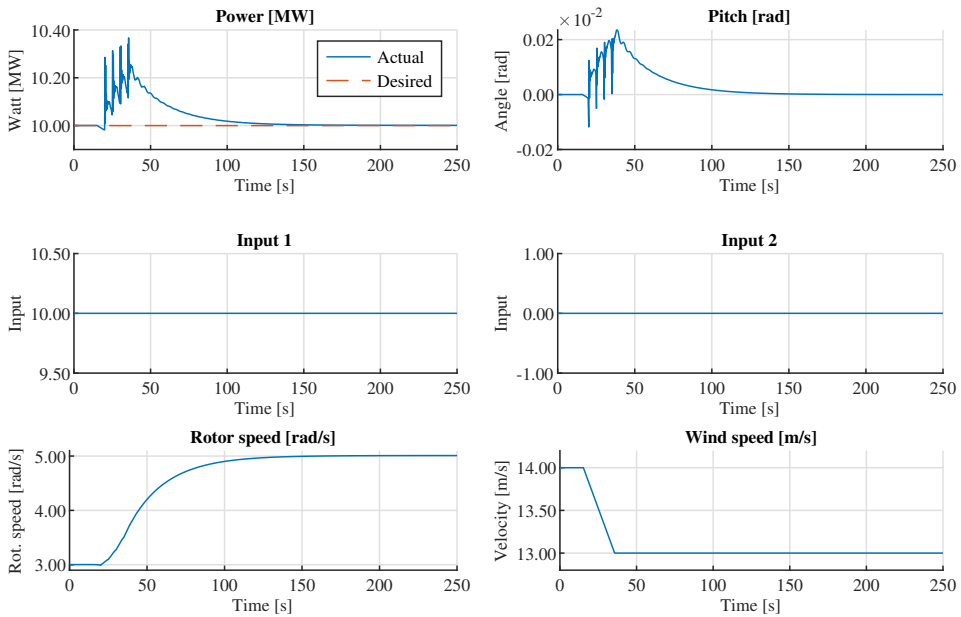 Power [MW]
10.40
10.20
10.00
Watt [MW]
Actual
Desired
0 50 100 150 200 250
Time [s]
Pitch [rad]
×10⁻²
0.02
0.00
-0.02
Angle [rad]
0 50 100 150 200 250
Time [s]
Input 1
10.50
10.00
9.50
Input
0 50 100 150 200 250
Time [s]
Input 2
1.00
0.00
-1.00
Input
0 50 100 150 200 250
Time [s]
Rotor speed [rad/s]
5.00
4.00
3.00
Rot. speed [rad/s]
0 50 100 150 200 250
Time [s]
Wind speed [m/s]
14.00
13.00
Velocity [m/s]
0 50 100 150 200 250
Time [s]